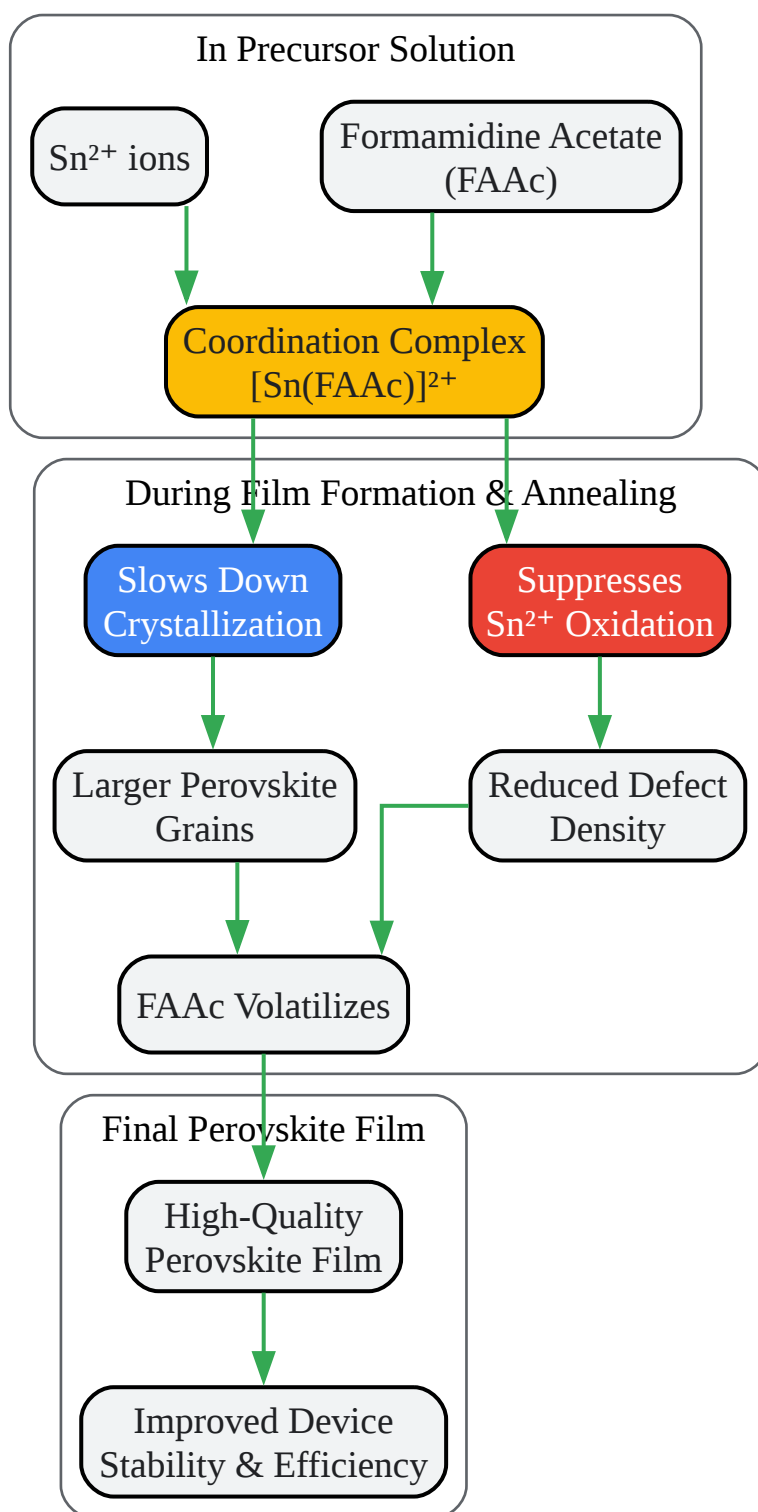 In Precursor Solution
Sn²⁺ ions
Formamidine Acetate
(FAAc)
Coordination Complex
[Sn(FAAc)]²⁺
During Film Formation & Annealing
Slows Down
Crystallization
Suppresses
Sn²⁺ Oxidation
Larger Perovskite
Grains
Reduced Defect
Density
FAAc Volatilizes
Final Perovskite Film
High-Quality
Perovskite Film
Improved Device
Stability & Efficiency